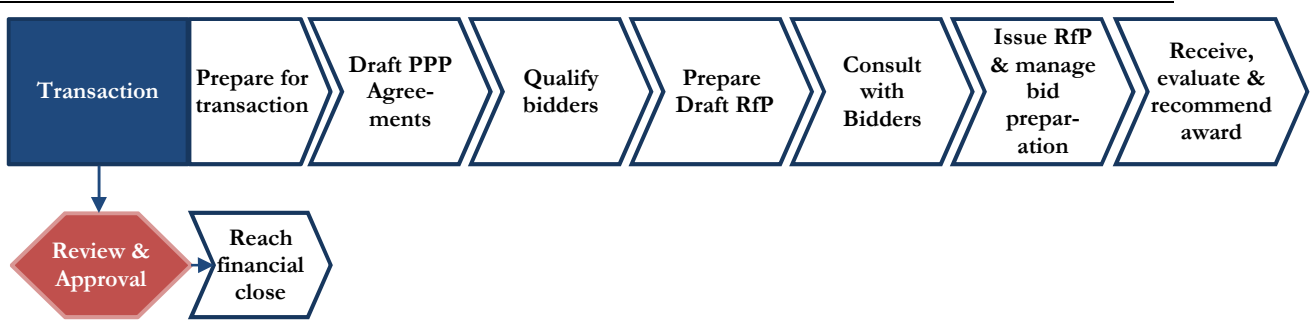 Transaction
Prepare for
transaction
Draft PPP
Agree-
ments
Qualify
bidders
Prepare
Draft RfP
Consult
with
Bidders
Issue RfP
& manage
bid
prepar-
ation
Receive,
evaluate &
recommend
award
Review &
Approval
Reach
financial
close